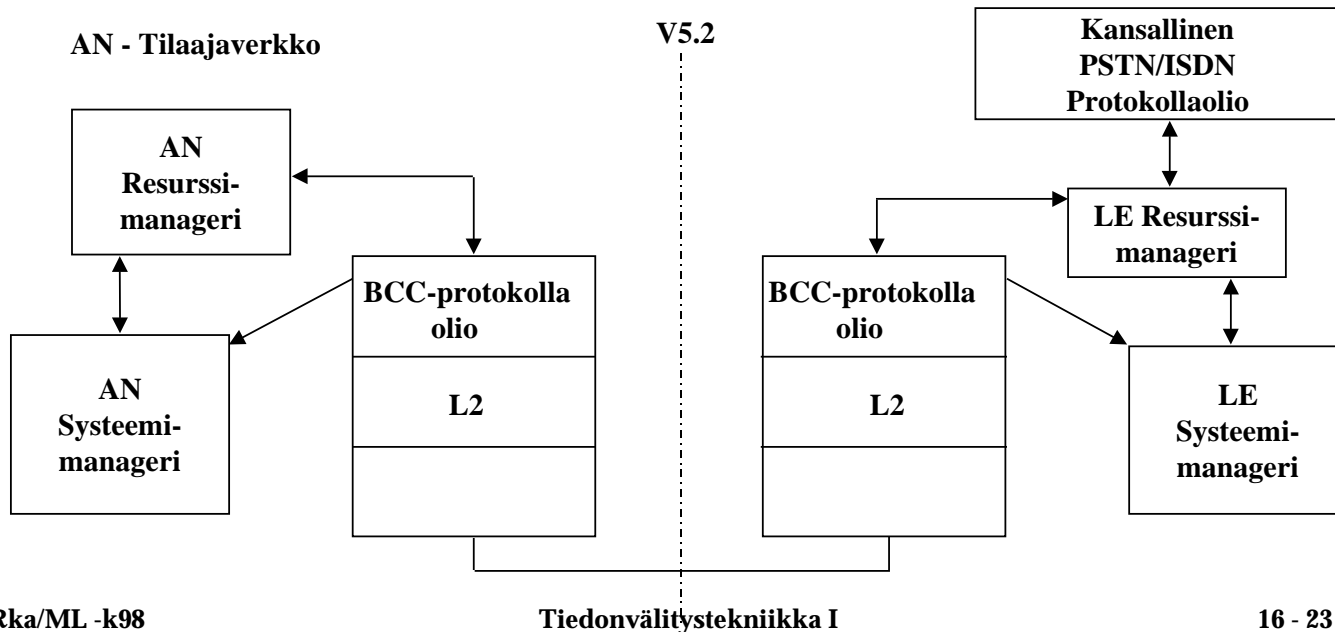 AN - Tilaajaverkko
V5.2
Kansallinen
PSTN/ISDN
Protokollaolio
AN
Resurssi-
manageri
LE Resurssi-
manageri
BCC-protokolla
olio
L2
BCC-protokolla
olio
L2
AN
Systeemi-
manageri
LE
Systeemi-
manageri
Rka/ML -k98
Tiedonvälitystekniikka I
16 - 23